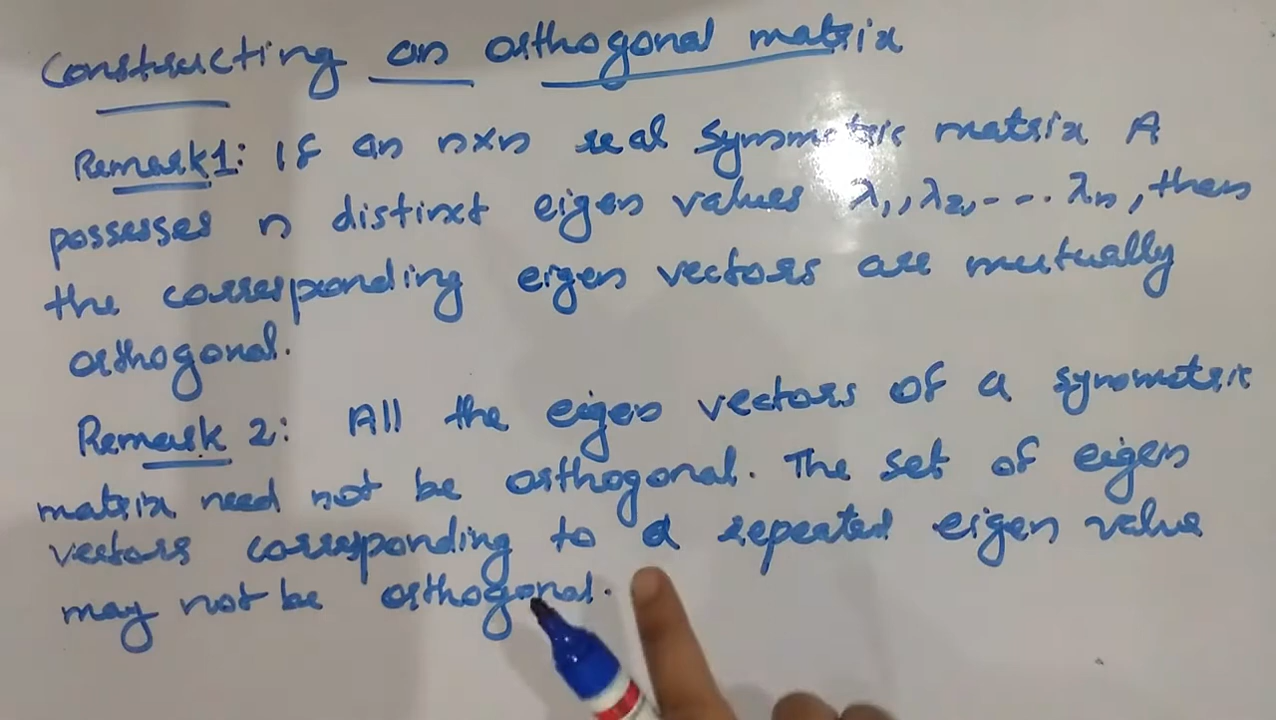 Constructing an orthogonal matrix
Remark1: If an n×n real symmetric matrix A
possesses n distinct eigen values λ1, λ2, --- λn, then
the corresponding eigen vectors are mutually
orthogonal.
Remark 2: All the eigen vectors of a symmetric
matrix need not be orthogonal. The set of eigen
vectors corresponding to a repeated eigen value
may not be orthogonal.